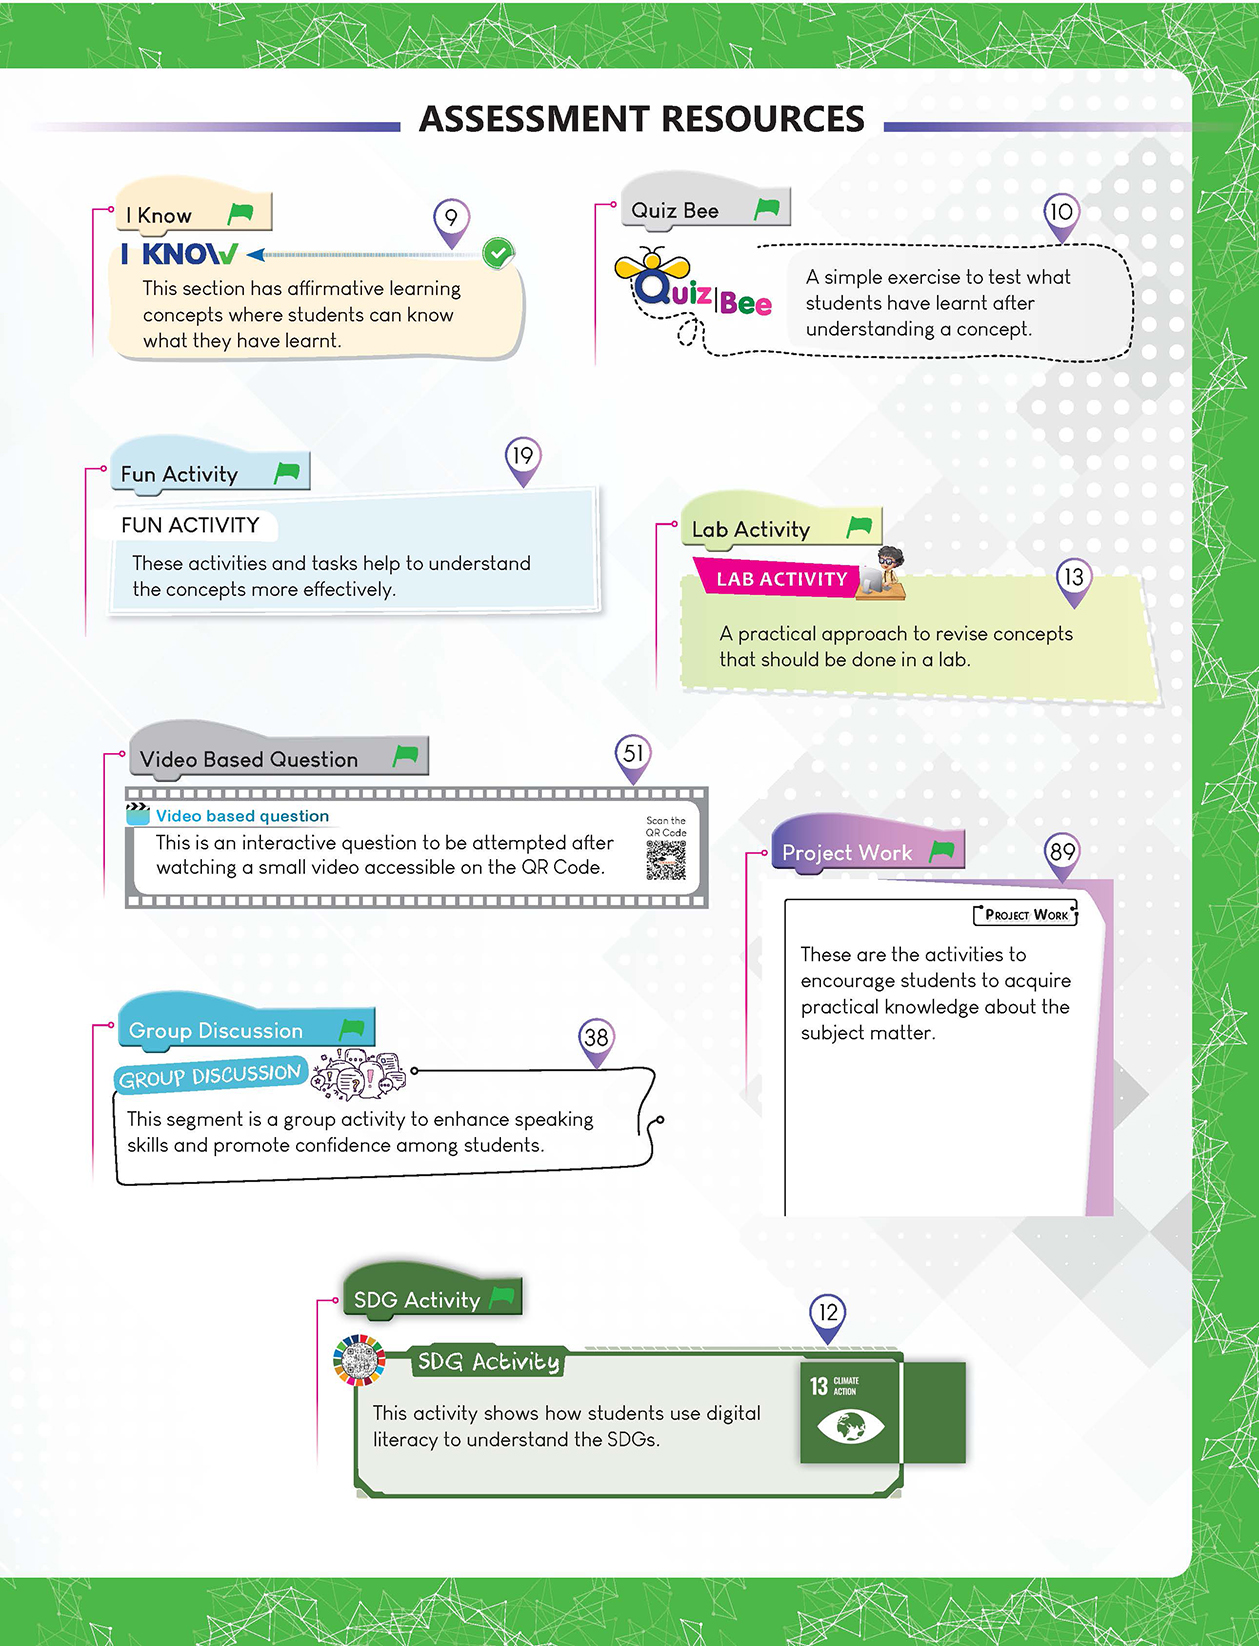 ASSESSMENT RESOURCES
I Know
9
I KNOW
This section has affirmative learning
concepts where students can know
what they have learnt.
Quiz Bee
10
Quiz Bee
A simple exercise to test what
students have learnt after
understanding a concept.
Fun Activity
19
FUN ACTIVITY
These activities and tasks help to understand
the concepts more effectively.
Lab Activity
LAB ACTIVITY
13
A practical approach to revise concepts
that should be done in a lab.
Video Based Question
51
Video based question
This is an interactive question to be attempted after
watching a small video accessible on the QR Code.
Scan the
QR Code
Project Work
89
PROJECT WORK
These are the activities to
encourage students to acquire
practical knowledge about the
subject matter.
Group Discussion
38
GROUP DISCUSSION
This segment is a group activity to enhance speaking
skills and promote confidence among students.
SDG Activity
12
SDG Activity
13 CLIMATE
ACTION
This activity shows how students use digital
literacy to understand the SDGs.